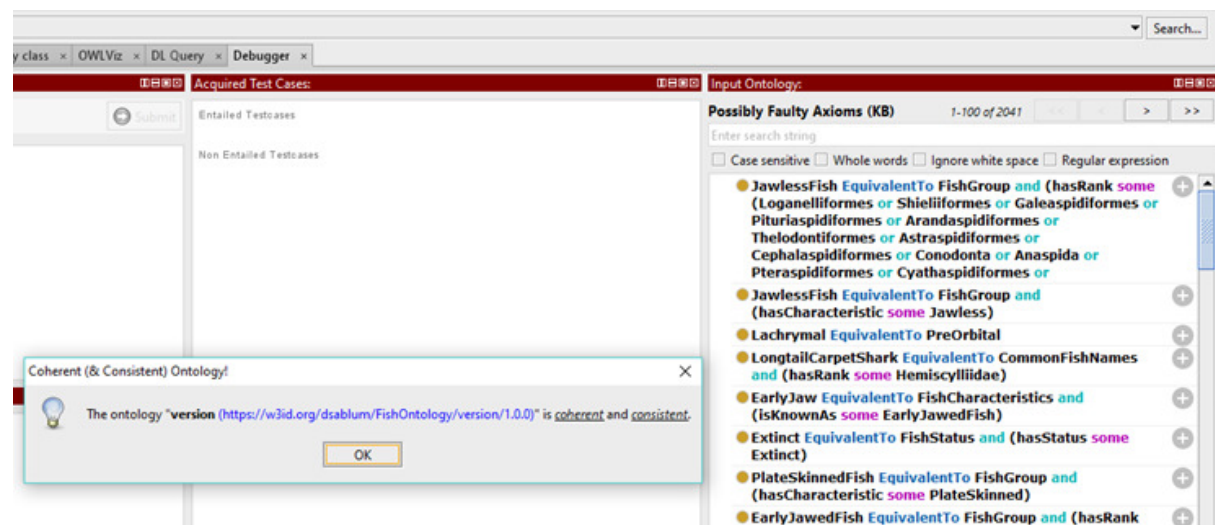 Search...
y class × OWLViz × DL Query × Debugger ×
Acquired Test Cases:
Submit
Entailed Testcases
Non Entailed Testcases
Input Ontology:
Possibly Faulty Axioms (KB) 1-100 of 2041 << < > >>
Enter search string
Case sensitive Whole words Ignore white space Regular expression
JawlessFish EquivalentTo FishGroup and (hasRank some
(Loganelliformes or Shieliiformes or Galeaspidiformes or
Pituriaspidiformes or Arandaspidiformes or
Thelodontiformes or Astraspidiformes or
Cephalaspidiformes or Conodonta or Anaspida or
Pteraspidiformes or Cyathaspidiformes or
JawlessFish EquivalentTo FishGroup and
(hasCharacteristic some Jawless)
Lachrymal EquivalentTo PreOrbital
LongtailCarpetShark EquivalentTo CommonFishNames
and (hasRank some Hemiscylliidae)
EarlyJaw EquivalentTo FishCharacteristics and
(isKnownAs some EarlyJawedFish)
Extinct EquivalentTo FishStatus and (hasStatus some
Extinct)
PlateSkinnedFish EquivalentTo FishGroup and
(hasCharacteristic some PlateSkinned)
EarlyJawedFish EquivalentTo FishGroup and (hasRank
Coherent (& Consistent) Ontology!
The ontology "version (https://w3id.org/dsablum/FishOntology/version/1.0.0)" is coherent and consistent.
OK